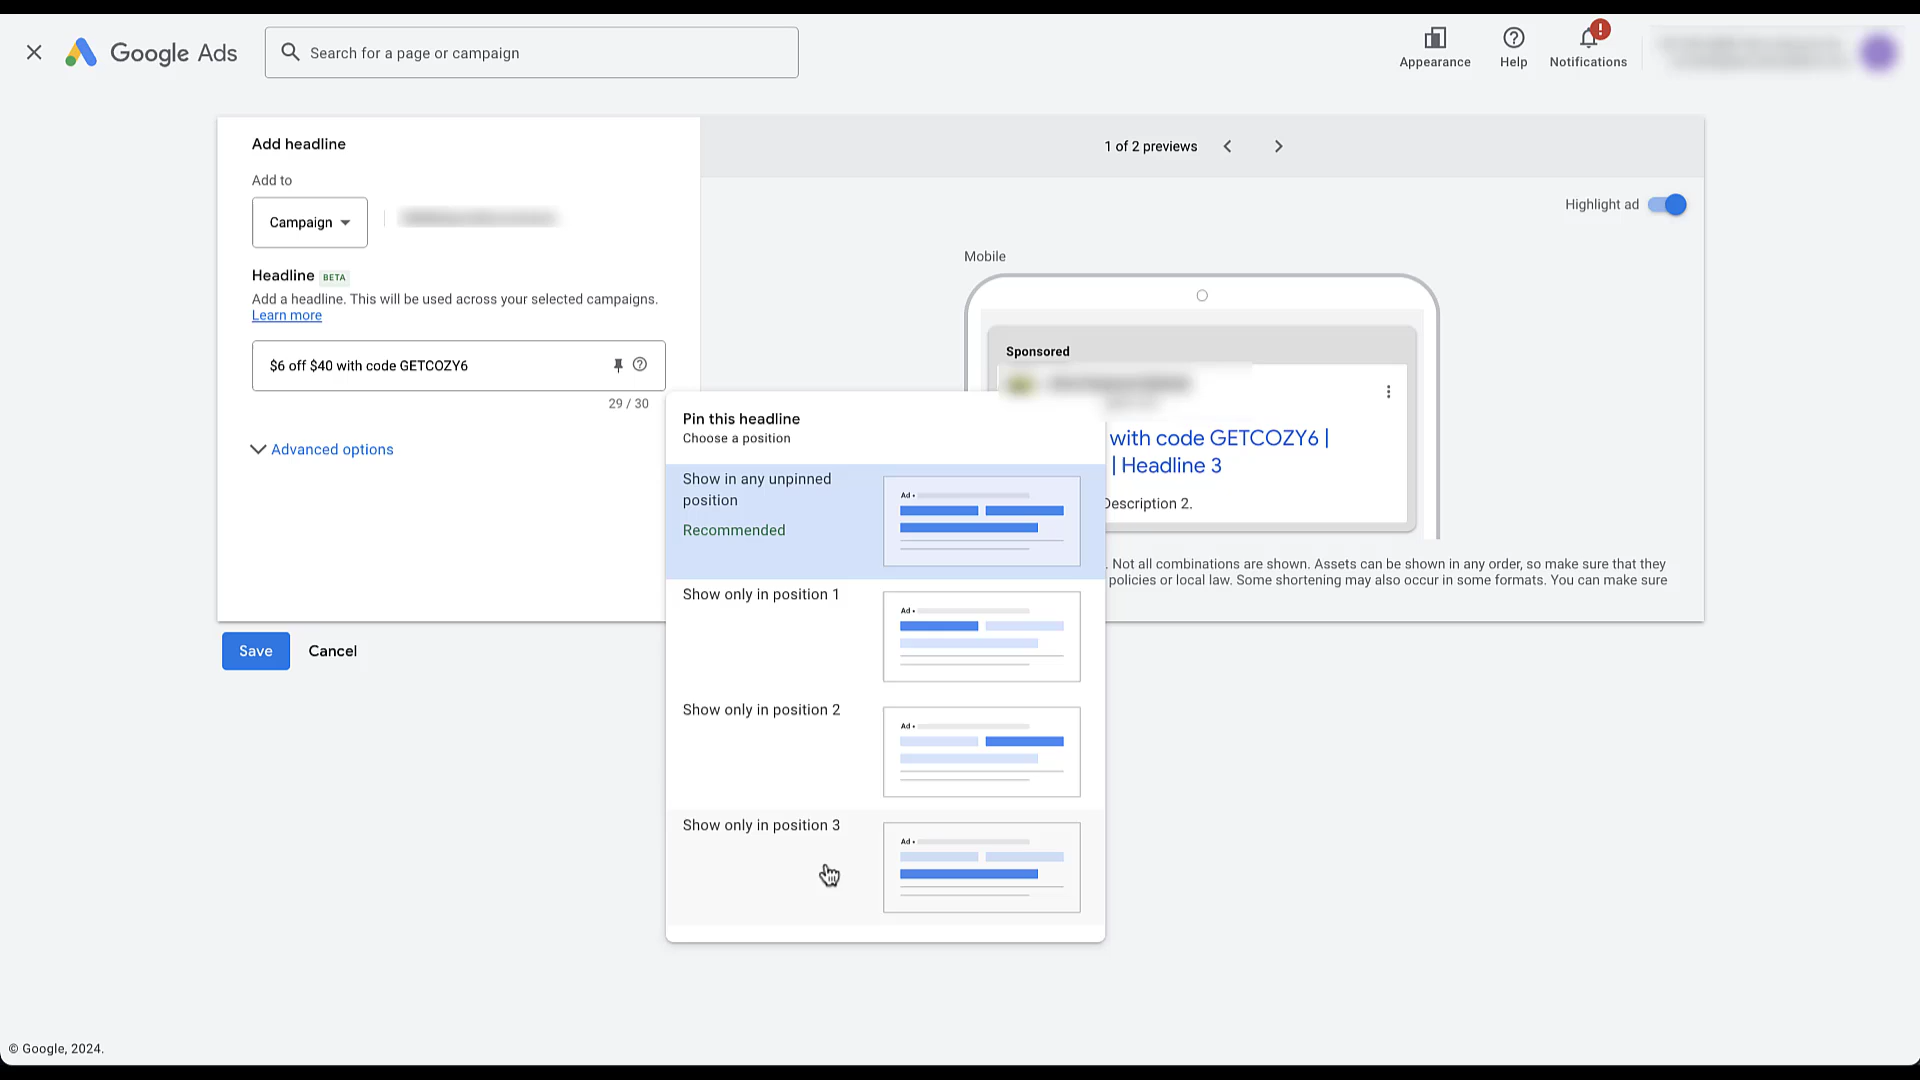 Google Ads
Search for a page or campaign
Appearance
Help
!
Notifications
Add headline
Add to
Campaign
Headline BETA
Add a headline. This will be used across your selected campaigns.
Learn more
$6 off $40 with code GETCOZY6
29 / 30
Advanced options
Save
Cancel
1 of 2 previews
Highlight ad
Mobile
Sponsored
with code GETCOZY6 |
| Headline 3
Description 2.
. Not all combinations are shown. Assets can be shown in any order, so make sure that they
policies or local law. Some shortening may also occur in some formats. You can make sure
Pin this headline
Choose a position
Show in any unpinned
position
Recommended
Ad •
Show only in position 1
Ad •
Show only in position 2
Ad •
Show only in position 3
Ad •
© Google, 2024.